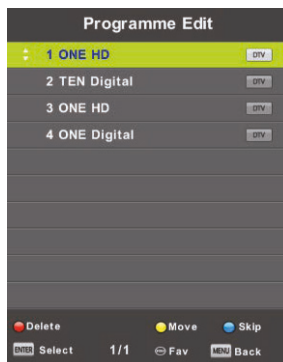 Programme Edit
1 ONE HD DTV
2 TEN Digital DTV
3 ONE HD DTV
4 ONE Digital DTV
Delete Move Skip
ENTER Select 1/1 Fav MENU Back